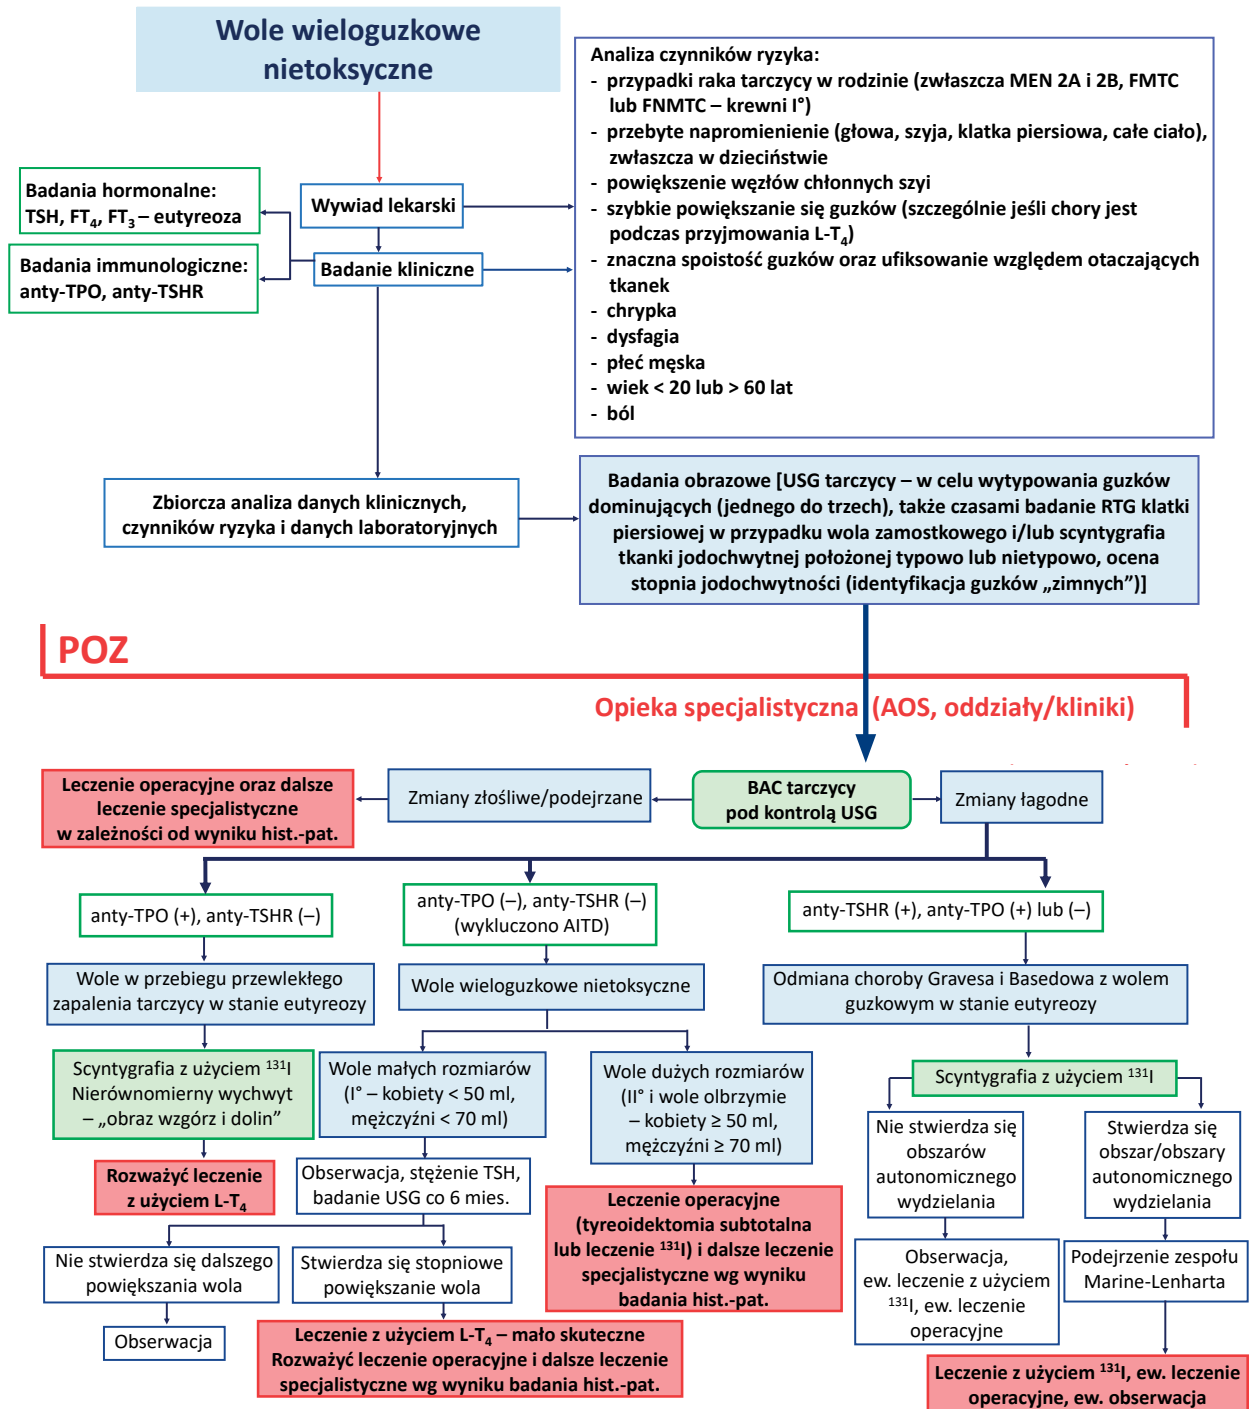 Wole wieloguzkowe
nietoksyczne
Analiza czynników ryzyka:
- przypadki raka tarczycy w rodzinie (zwłaszcza MEN 2A i 2B, FMTC
lub FNMTC – krewni I°)
- przebyte napromienienie (głowa, szyja, klatka piersiowa, całe ciało),
zwłaszcza w dzieciństwie
- powiększenie węzłów chłonnych szyi
- szybkie powiększanie się guzków (szczególnie jeśli chory jest
podczas przyjmowania L-T₄)
- znaczna spoistość guzków oraz ufiksowanie względem otaczających
tkanek
- chrypka
- dysfagia
- płeć męska
- wiek < 20 lub > 60 lat
- ból
Badania hormonalne:
TSH, FT₄, FT₃ – eutyreoza
Wywiad lekarski
Badania immunologiczne:
anty-TPO, anty-TSHR
Badanie kliniczne
Zbiorcza analiza danych klinicznych,
czynników ryzyka i danych laboratoryjnych
Badania obrazowe [USG tarczycy – w celu wytypowania guzków
dominujących (jednego do trzech), także czasami badanie RTG klatki
piersiowej w przypadku wola zamostkowego i/lub scyntygrafia
tkanki jodochwytnej położonej typowo lub nietypowo, ocena
stopnia jodochwytności (identyfikacja guzków „zimnych”)]
POZ
Opieka specjalistyczna (AOS, oddziały/kliniki)
Leczenie operacyjne oraz dalsze
leczenie specjalistyczne
w zależności od wyniku hist.-pat.
Zmiany złośliwe/podejrzane
BAC tarczycy
pod kontrolą USG
Zmiany łagodne
anty-TPO (+), anty-TSHR (–)
anty-TPO (–), anty-TSHR (–)
(wykluczono AITD)
anty-TSHR (+), anty-TPO (+) lub (–)
Wole w przebiegu przewlekłego
zapalenia tarczycy w stanie eutyreozy
Wole wieloguzkowe nietoksyczne
Odmiana choroby Gravesa i Basedowa z wolem
guzkowym w stanie eutyreozy
Scyntygrafia z użyciem ¹³¹I
Nierównomierny wychwyt
– „obraz wzgórz i dolin”
Wole małych rozmiarów
(I° – kobiety < 50 ml,
mężczyźni < 70 ml)
Wole dużych rozmiarów
(II° i wole olbrzymie
– kobiety ≥ 50 ml,
mężczyźni ≥ 70 ml)
Scyntygrafia z użyciem ¹³¹I
Nie stwierdza się
obszarów
autonomicznego
wydzielania
Stwierdza się
obszar/obszary
autonomicznego
wydzielania
Rozważyć leczenie
z użyciem L-T₄
Obserwacja, stężenie TSH,
badanie USG co 6 mies.
Leczenie operacyjne
(tyreoidektomia subtotalna
lub leczenie ¹³¹I) i dalsze leczenie
specjalistyczne wg wyniku
badania hist.-pat.
Nie stwierdza się dalszego
powiększania wola
Stwierdza się stopniowe
powiększanie wola
Obserwacja,
ew. leczenie z użyciem
¹³¹I, ew. leczenie
operacyjne
Podejrzenie zespołu
Marine-Lenharta
Obserwacja
Leczenie z użyciem L-T₄ – mało skuteczne
Rozważyć leczenie operacyjne i dalsze leczenie
specjalistyczne wg wyniku badania hist.-pat.
Leczenie z użyciem ¹³¹I, ew. leczenie
operacyjne, ew. obserwacja